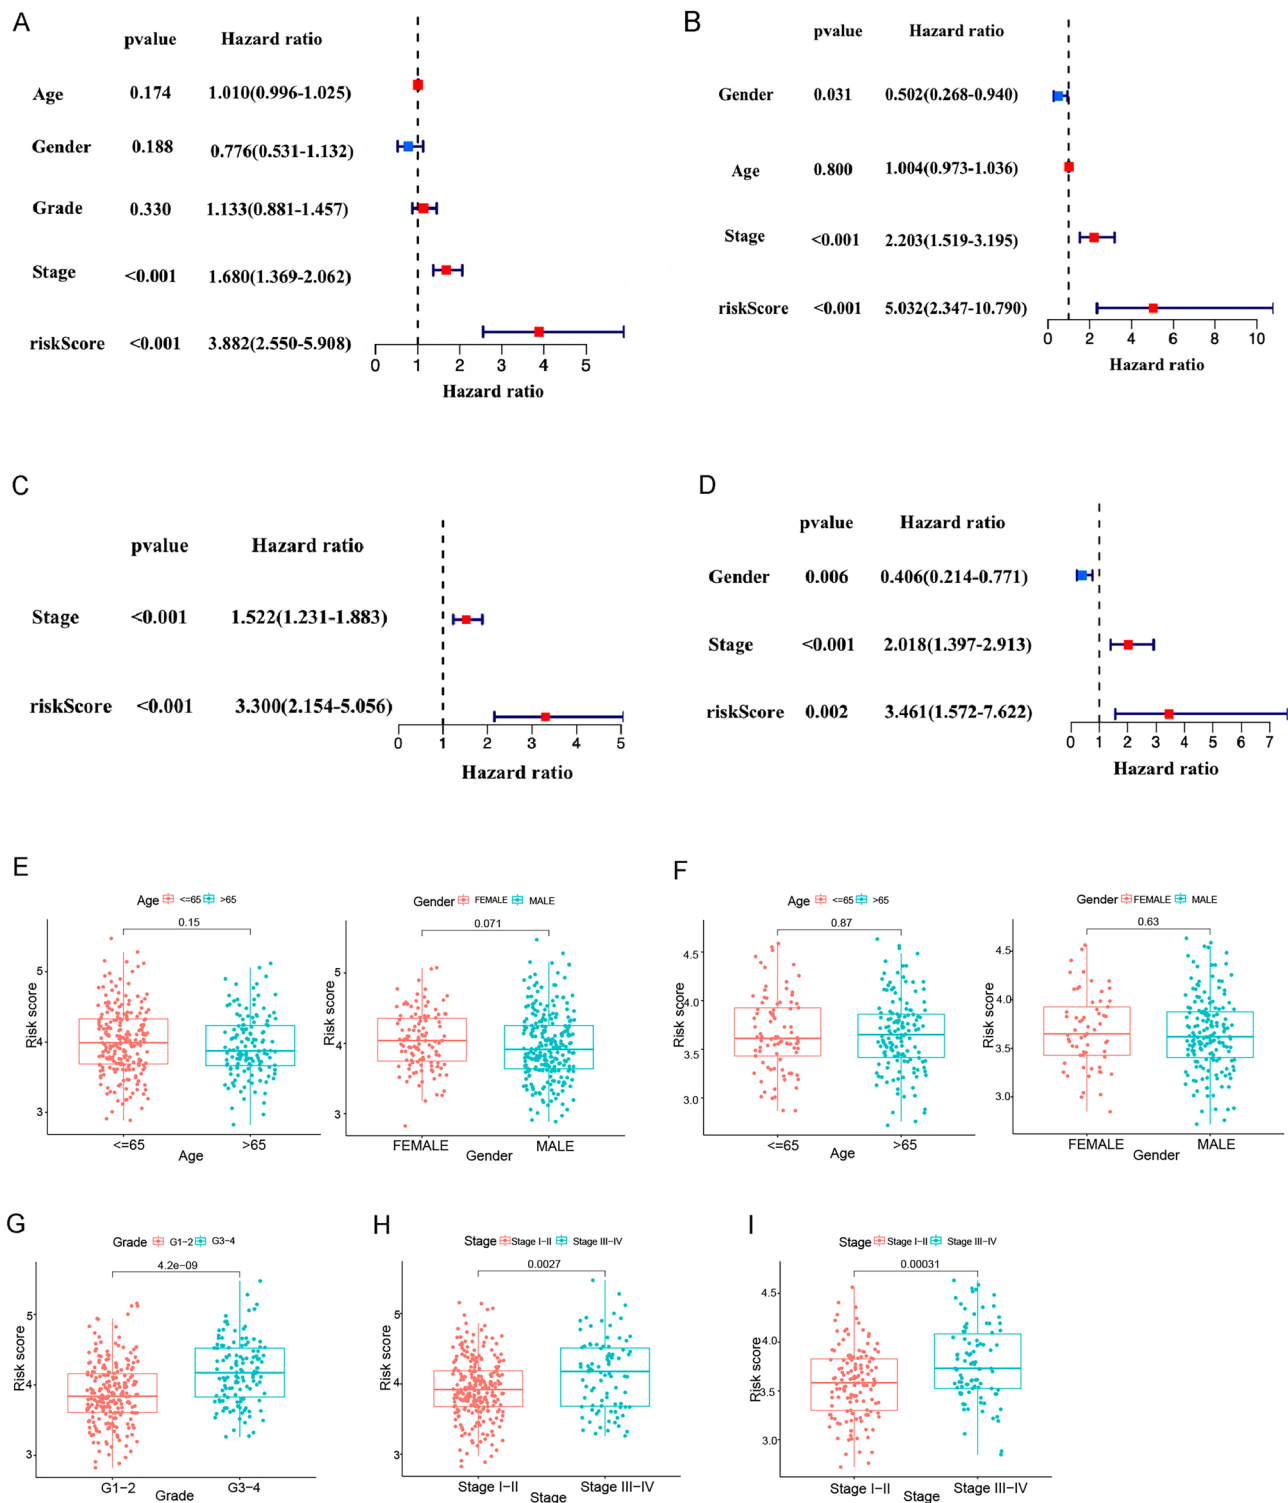 A
pvalue Hazard ratio
Age 0.174 1.010(0.996-1.025)
Gender 0.188 0.776(0.531-1.132)
Grade 0.330 1.133(0.881-1.457)
Stage <0.001 1.680(1.369-2.062)
riskScore <0.001 3.882(2.550-5.908)
0 1 2 3 4 5
Hazard ratio
B
pvalue Hazard ratio
Gender 0.031 0.502(0.268-0.940)
Age 0.800 1.004(0.973-1.036)
Stage <0.001 2.203(1.519-3.195)
riskScore <0.001 5.032(2.347-10.790)
0 2 4 6 8 10
Hazard ratio
C
pvalue Hazard ratio
Stage <0.001 1.522(1.231-1.883)
riskScore <0.001 3.300(2.154-5.056)
0 1 2 3 4 5
Hazard ratio
D
pvalue Hazard ratio
Gender 0.006 0.406(0.214-0.771)
Stage <0.001 2.018(1.397-2.913)
riskScore 0.002 3.461(1.572-7.622)
0 1 2 3 4 5 6 7
Hazard ratio
E
Age <=65 >65
0.15
Risk score
5
4
3
<=65 >65
Age
Gender FEMALE MALE
0.071
Risk score
5
4
3
FEMALE MALE
Gender
F
Age <=65 >65
0.87
Risk score
4.5
4.0
3.5
3.0
<=65 >65
Age
Gender FEMALE MALE
0.63
Risk score
4.5
4.0
3.5
3.0
FEMALE MALE
Gender
G
Grade G1-2 G3-4
4.2e-09
Risk score
5
4
3
G1-2 G3-4
Grade
H
Stage Stage I-II Stage III-IV
0.0027
Risk score
5
4
3
Stage I-II Stage III-IV
Stage
I
Stage Stage I-II Stage III-IV
0.00031
Risk score
4.5
4.0
3.5
3.0
Stage I-II Stage III-IV
Stage